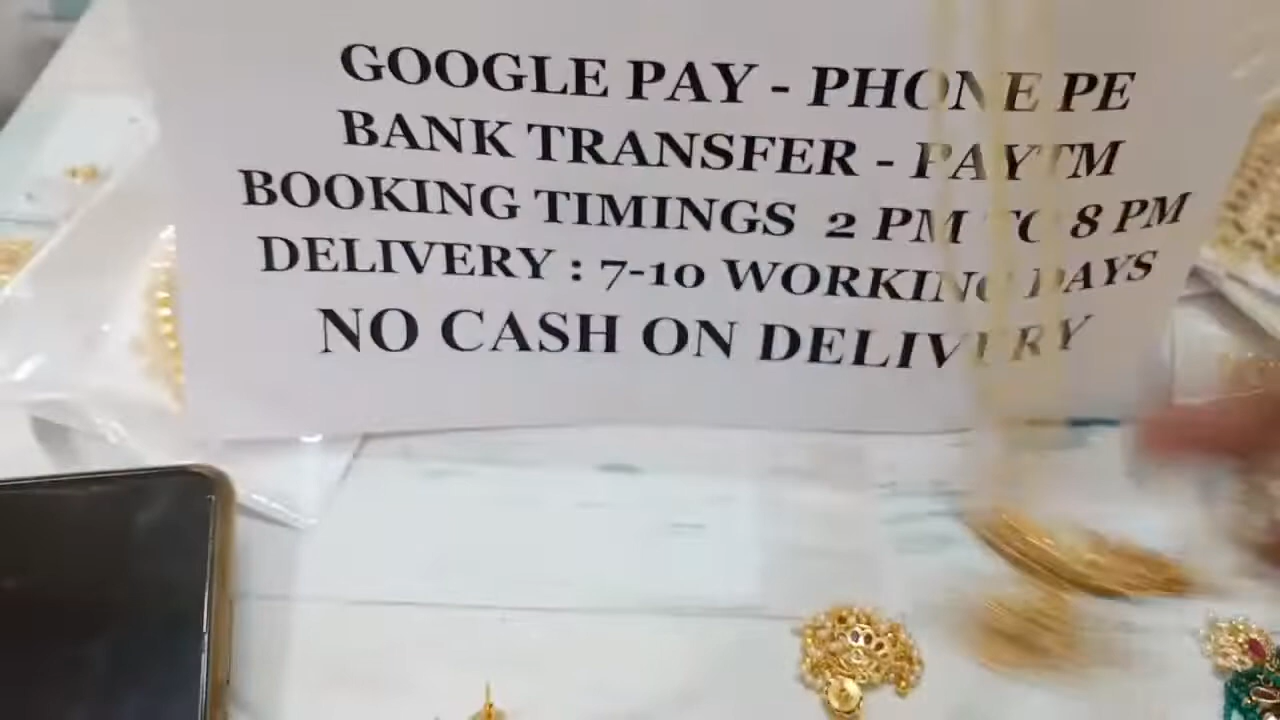 GOOGLE PAY - PHONE PE
BANK TRANSFER - PAYTM
BOOKING TIMINGS 2 PM TO 8 PM
DELIVERY : 7-10 WORKING DAYS
NO CASH ON DELIVERY